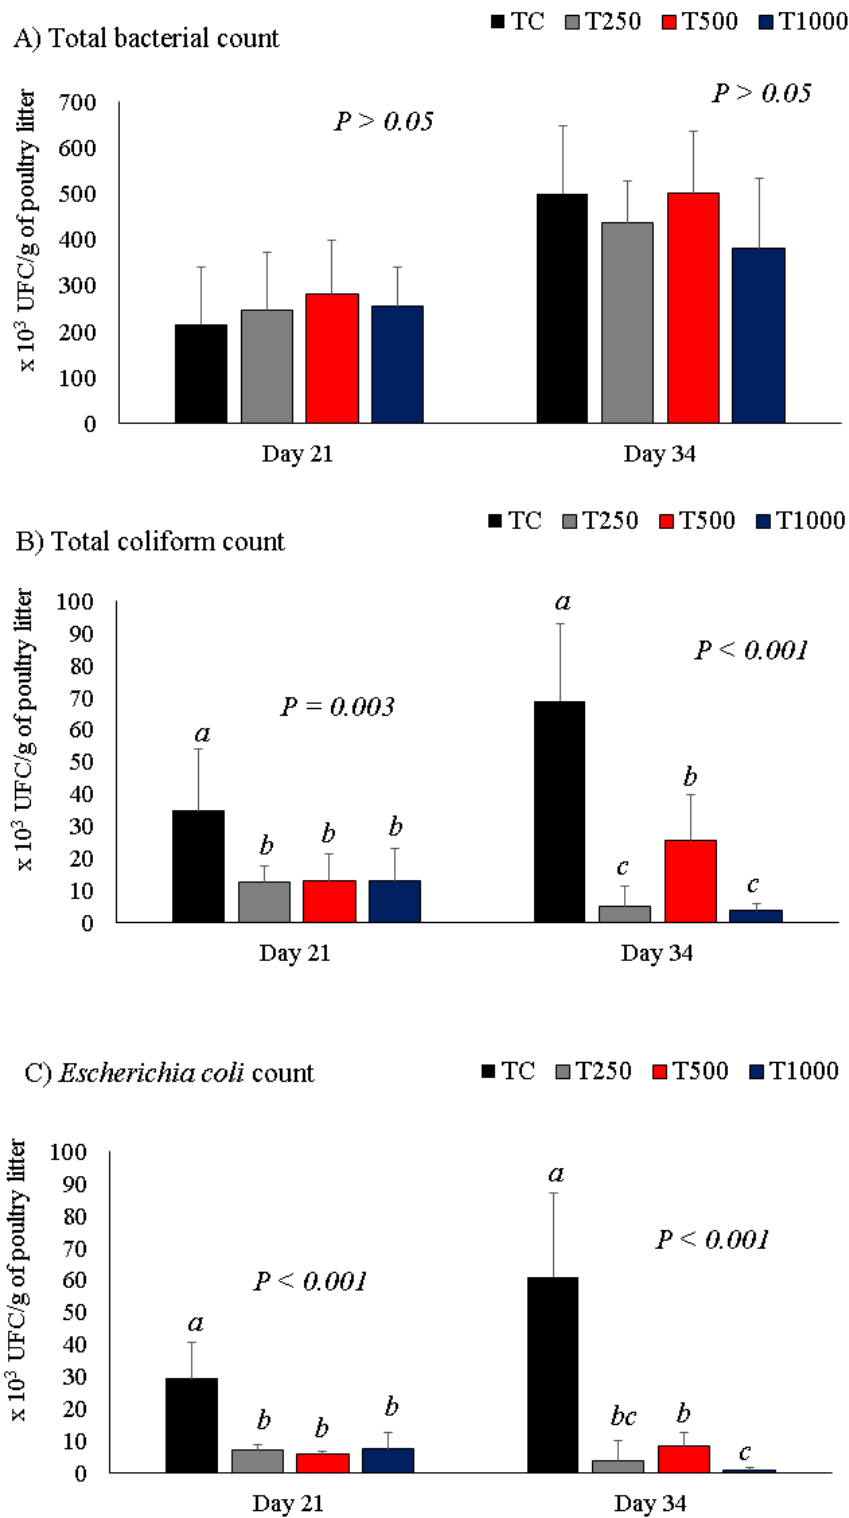 TC T250 T500 T1000
A) Total bacterial count
x 10³ UFC/g of poultry litter
700
600
500
400
300
200
100
0
P > 0.05
P > 0.05
Day 21
Day 34
TC T250 T500 T1000
B) Total coliform count
x 10³ UFC/g of poultry litter
100
90
80
70
60
50
40
30
20
10
0
P = 0.003
a
b
b
b
P < 0.001
a
c
b
c
Day 21
Day 34
C) Escherichia coli count
TC T250 T500 T1000
x 10³ UFC/g of poultry litter
100
90
80
70
60
50
40
30
20
10
0
P < 0.001
a
b
b
b
P < 0.001
a
bc
b
c
Day 21
Day 34